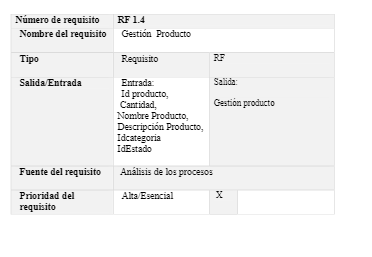 Número de requisito RF 1.4
Nombre del requisito Gestión Producto
Tipo Requisito RF
Salida/Entrada Entrada: Salida:
Id producto,
Cantidad, Gestión producto
Nombre Producto,
Descripción Producto,
Idcategoria
IdEstado
Fuente del requisito Análisis de los procesos
Prioridad del Alta/Esencial X
requisito